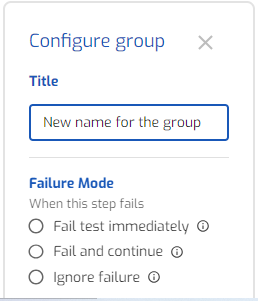 Configure group
Title
New name for the group
Failure Mode
When this step fails
Fail test immediately
Fail and continue
Ignore failure